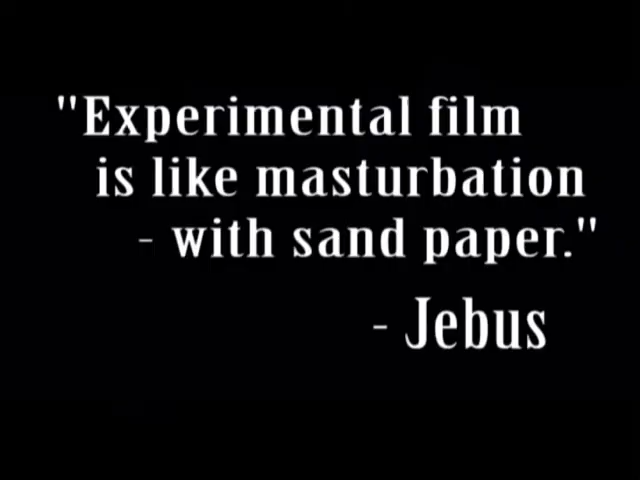 "Experimental film
is like masturbation
- with sand paper."
- Jebus